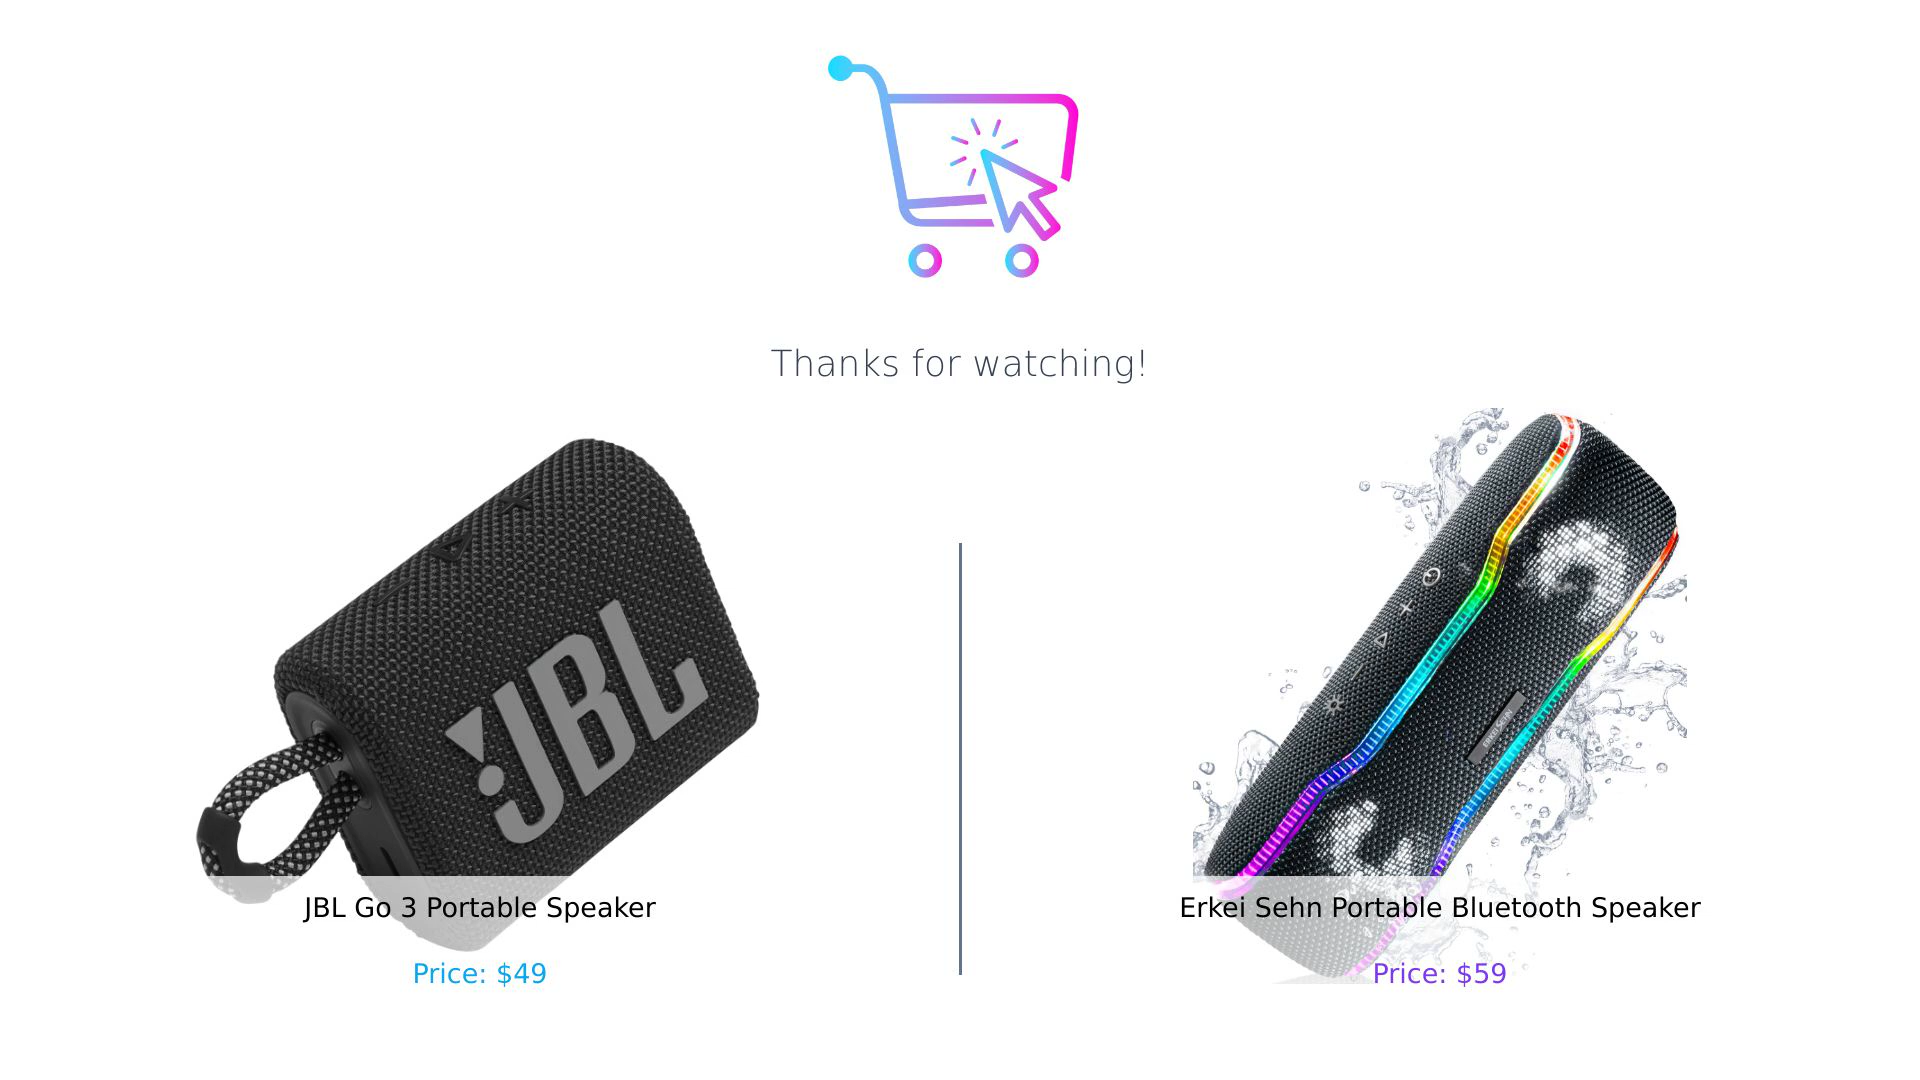 Thanks for watching!
JBL
JBL Go 3 Portable Speaker
Price: $49
Erkei Sehn Portable Bluetooth Speaker
Price: $59